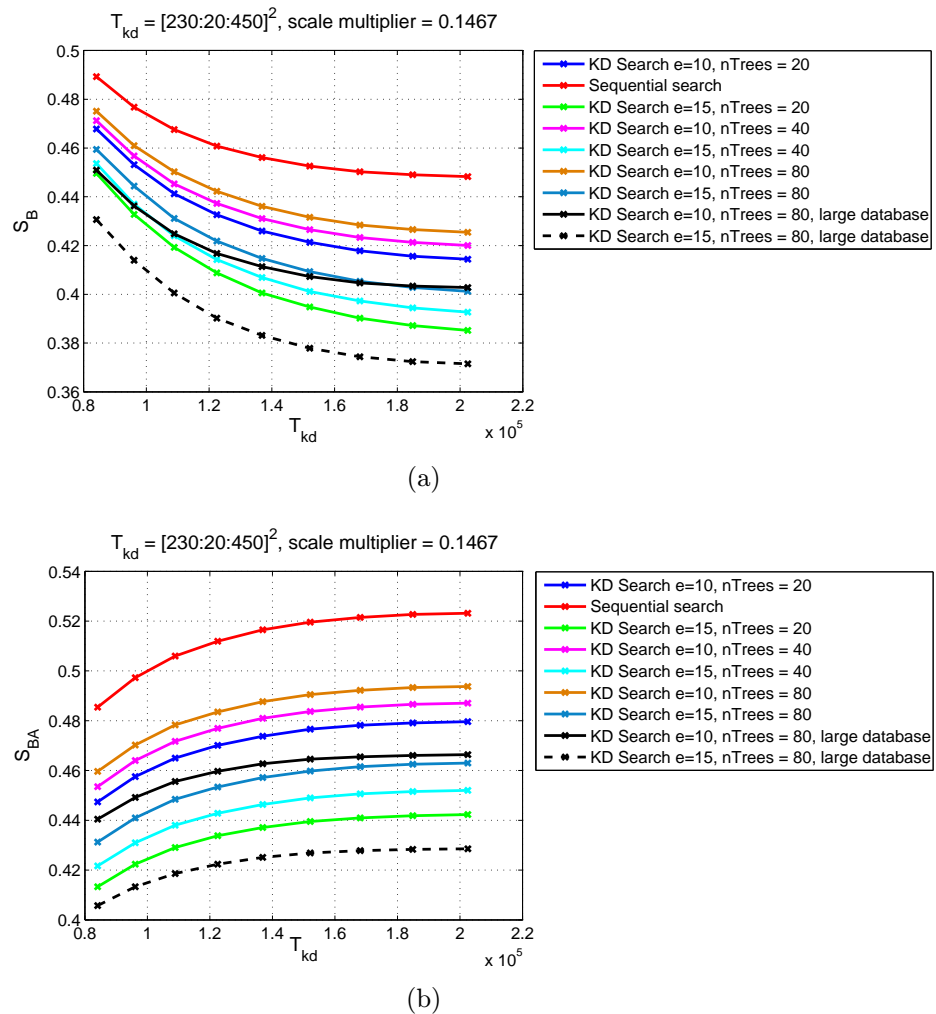 T_kd = [230:20:450]^2, scale multiplier = 0.1467
0.5
0.48
0.46
0.44
0.42
0.4
0.38
0.36
S_B
0.8 1 1.2 1.4 1.6 1.8 2 2.2
T_kd
x 10^5
KD Search e=10, nTrees = 20
Sequential search
KD Search e=15, nTrees = 20
KD Search e=10, nTrees = 40
KD Search e=15, nTrees = 40
KD Search e=10, nTrees = 80
KD Search e=15, nTrees = 80
KD Search e=10, nTrees = 80, large database
KD Search e=15, nTrees = 80, large database
(a)
T_kd = [230:20:450]^2, scale multiplier = 0.1467
0.54
0.52
0.5
0.48
0.46
0.44
0.42
0.4
S_BA
0.8 1 1.2 1.4 1.6 1.8 2 2.2
T_kd
x 10^5
KD Search e=10, nTrees = 20
Sequential search
KD Search e=15, nTrees = 20
KD Search e=10, nTrees = 40
KD Search e=15, nTrees = 40
KD Search e=10, nTrees = 80
KD Search e=15, nTrees = 80
KD Search e=10, nTrees = 80, large database
KD Search e=15, nTrees = 80, large database
(b)